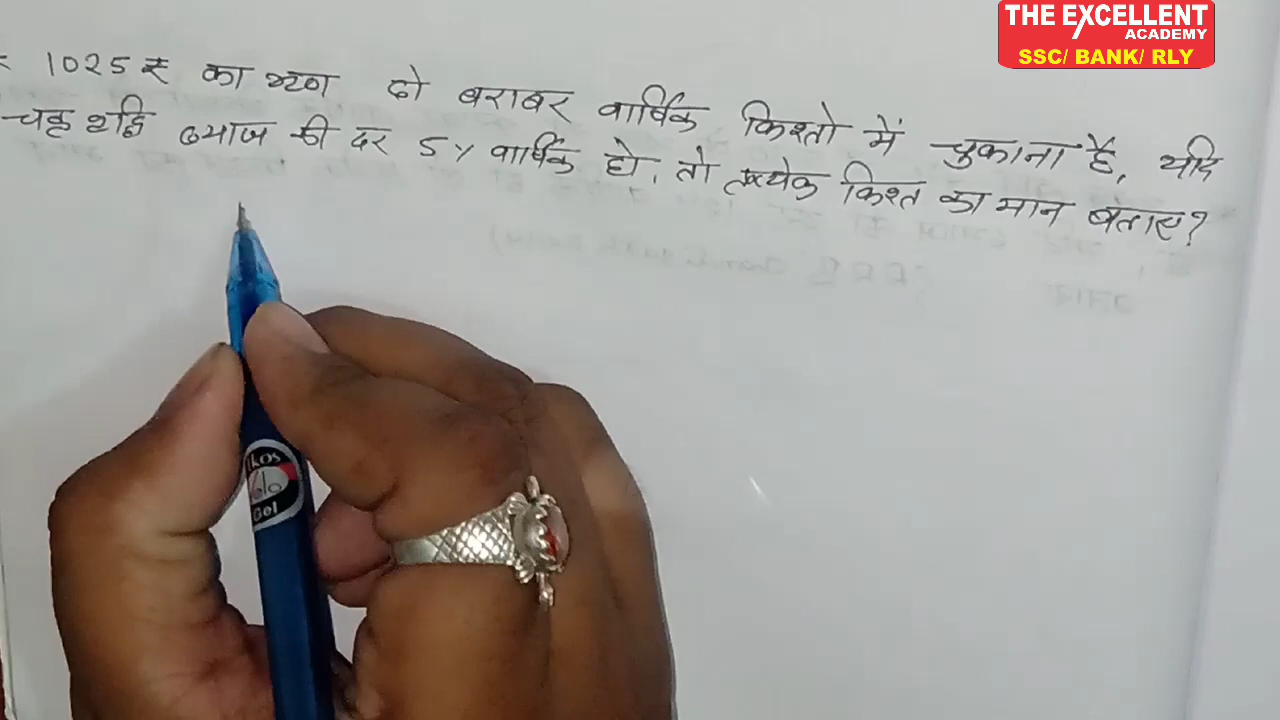 THE EXCELLENT
ACADEMY
SSC/ BANK/ RLY
1025 ₹ का ऋण दो बराबर वार्षिक किश्तो में चुकाना है, यदि
चक्रवृद्धि ब्याज की दर 5% वार्षिक हो, तो प्रत्येक किश्त का मान बताए?